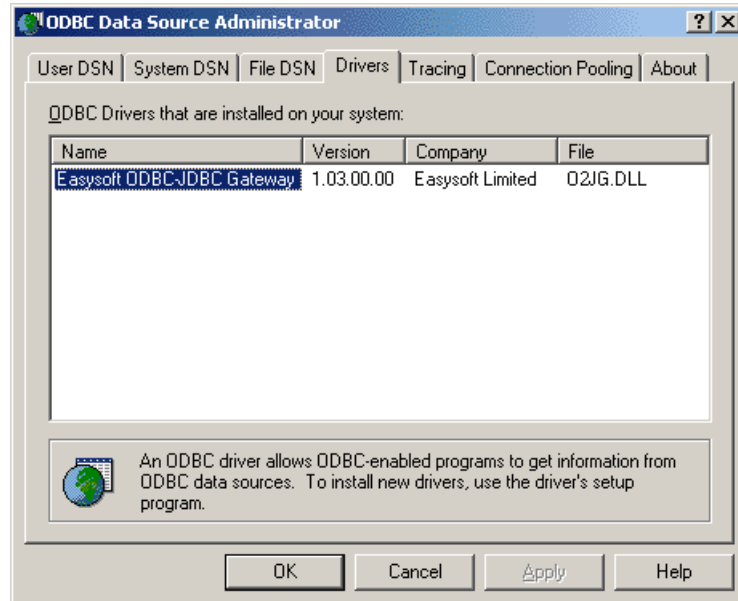 ODBC Data Source Administrator
User DSN System DSN File DSN Drivers Tracing Connection Pooling About
ODBC Drivers that are installed on your system:
Name Version Company File
Easysoft ODBC-JDBC Gateway 1.03.00.00 Easysoft Limited O2JG.DLL
An ODBC driver allows ODBC-enabled programs to get information from
ODBC data sources. To install new drivers, use the driver's setup
program.
OK Cancel Apply Help